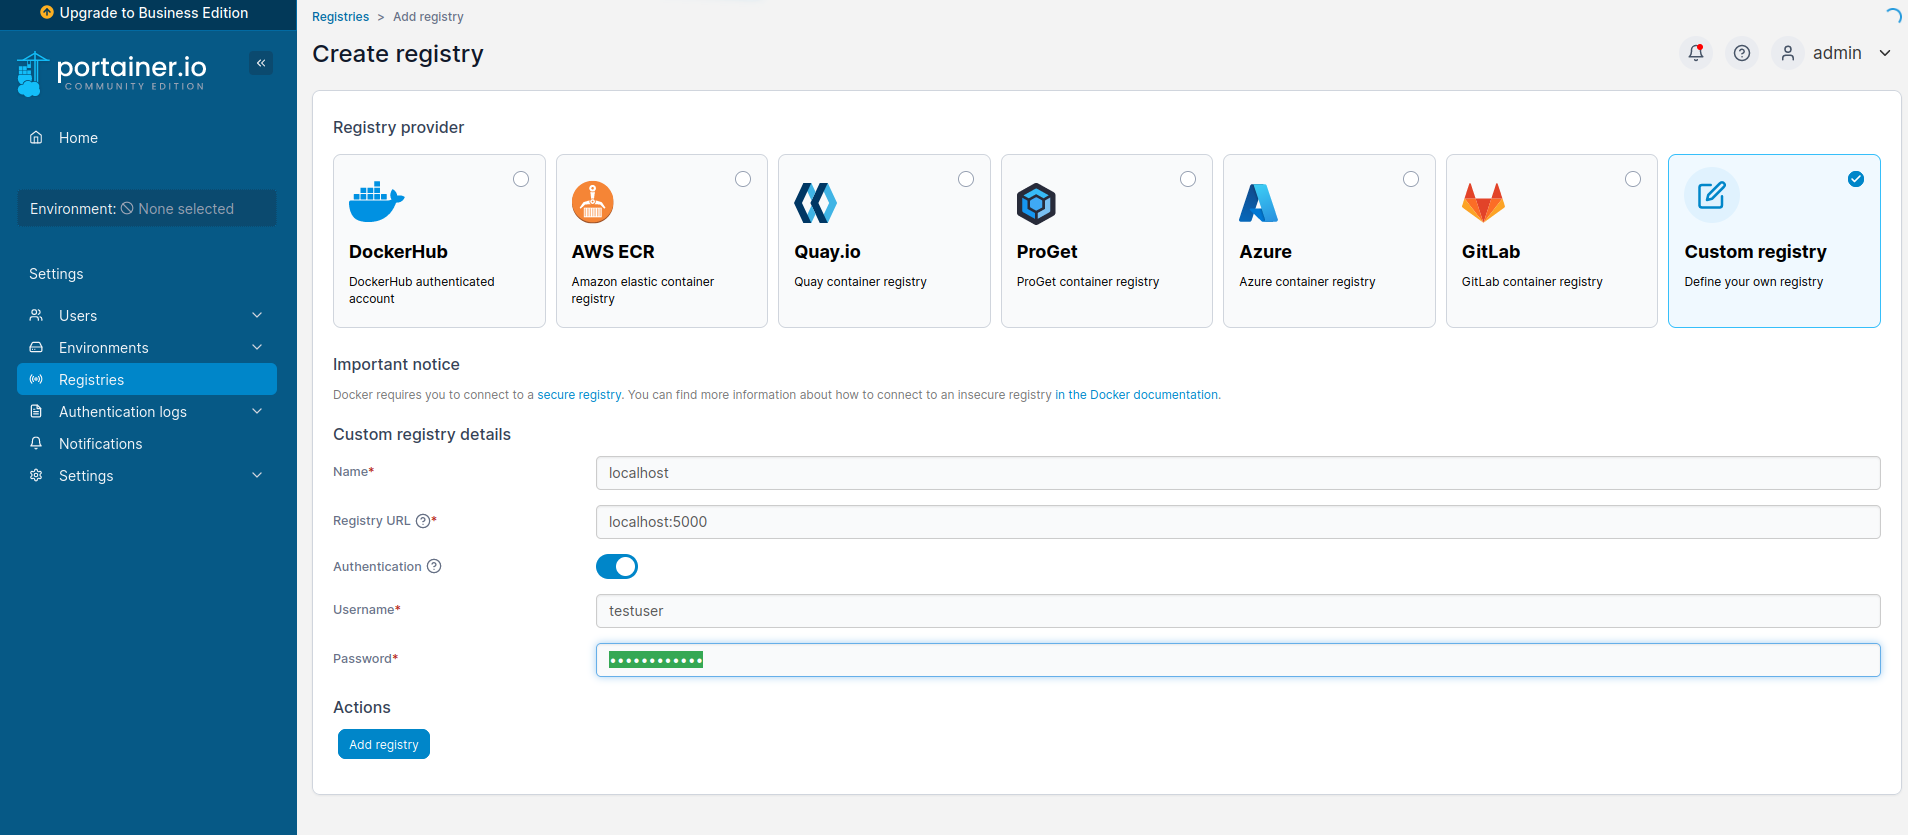 Upgrade to Business Edition
portainer.io
COMMUNITY EDITION
«
Home
Environment: None selected
Settings
Users
Environments
Registries
Authentication logs
Notifications
Settings
Registries > Add registry
Create registry
admin
Registry provider
DockerHub
DockerHub authenticated
account
AWS ECR
Amazon elastic container
registry
Quay.io
Quay container registry
ProGet
ProGet container registry
Azure
Azure container registry
GitLab
GitLab container registry
Custom registry
Define your own registry
Important notice
Docker requires you to connect to a secure registry. You can find more information about how to connect to an insecure registry in the Docker documentation.
Custom registry details
Name*
localhost
Registry URL ?*
localhost:5000
Authentication ?
Username*
testuser
Password*
••••••••••••
Actions
Add registry